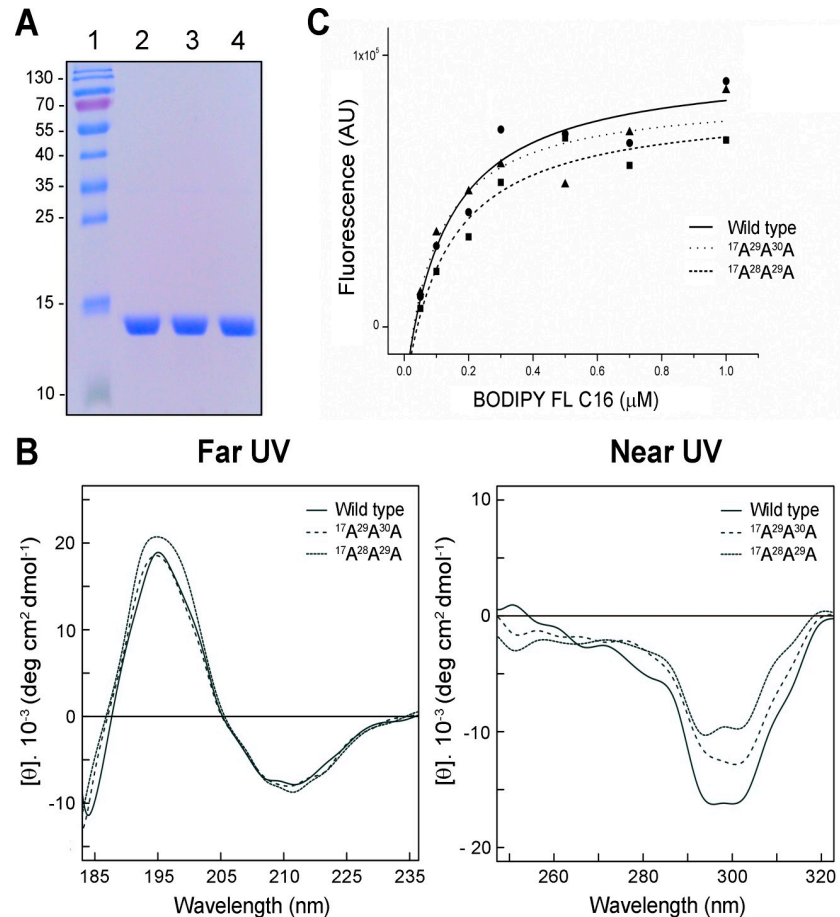 A
1 2 3 4
130 -
70 -
55 -
40 -
35 -
25 -
15 -
10 -
C
Fluorescence (AU)
1x10⁵
0
0.0 0.2 0.4 0.6 0.8 1.0
BODIPY FL C16 (μM)
Wild type
¹⁷A²⁹A³⁰A
¹⁷A²⁸A²⁹A
B
Far UV
[θ]. 10⁻³ (deg cm² dmol⁻¹)
20
10
0
-10
185 195 205 210 225 235
Wavelength (nm)
Wild type
¹⁷A²⁹A³⁰A
¹⁷A²⁸A²⁹A
Near UV
[θ]. 10⁻³ (deg cm² dmol⁻¹)
10
0
-10
- 20
260 280 300 320
Wavelength (nm)
Wild type
¹⁷A²⁹A³⁰A
¹⁷A²⁸A²⁹A